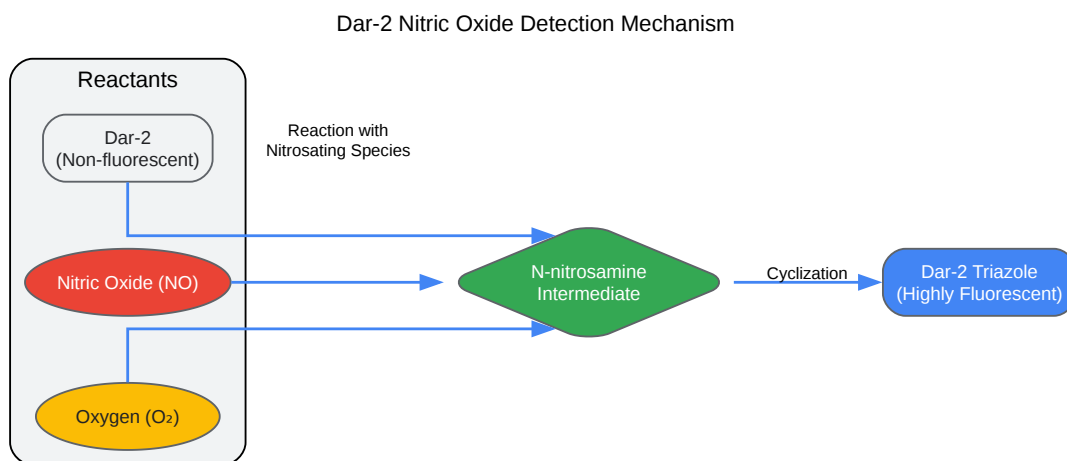 Dar-2 Nitric Oxide Detection Mechanism
Reactants
Dar-2
(Non-fluorescent)
Reaction with
Nitrosating Species
Nitric Oxide (NO)
N-nitrosamine
Intermediate
Cyclization
Dar-2 Triazole
(Highly Fluorescent)
Oxygen (O₂)